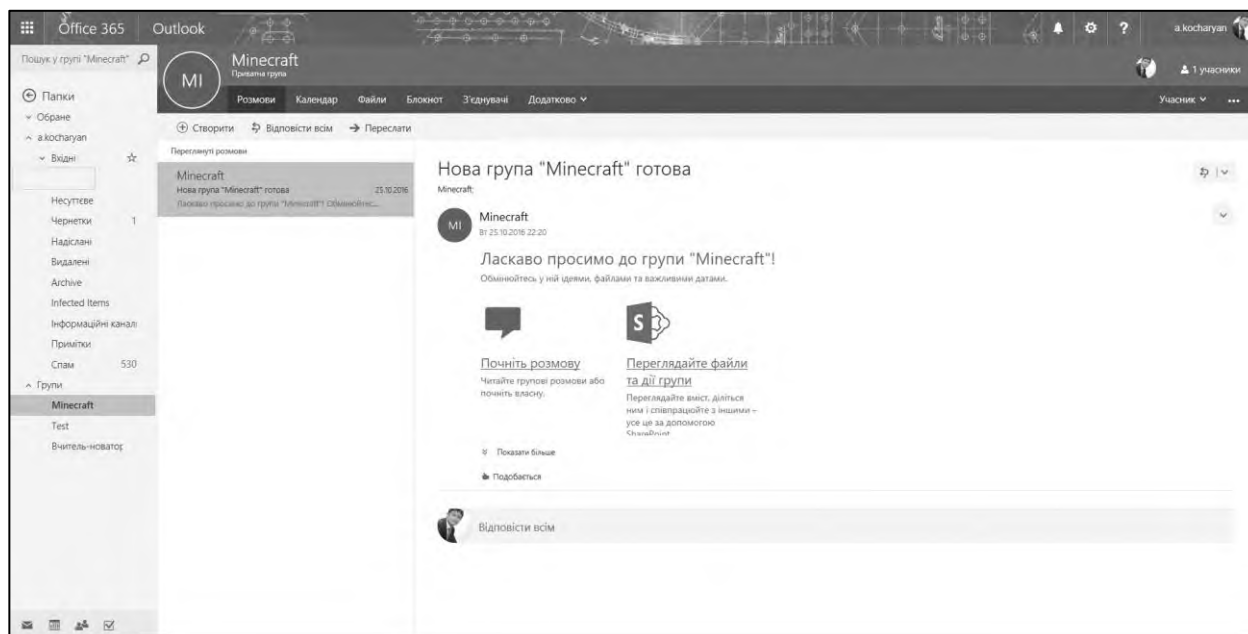 Office 365
Outlook
?
a.kocharyan
Пошук у групі "Minecraft"
MI
Minecraft
Приватна група
1 учасники
Розмови Календар Файли Блокнот З'єднувачі Додатково
Учасник
Папки
Обране
a.kocharyan
Вхідні
Несуттєве
Чернетки 1
Надіслані
Видалені
Archive
Infected Items
Інформаційні канали
Примітки
Спам 530
Групи
Minecraft
Test
Вчитель-новатор
Створити Відповісти всім Переслати
Переглянуті розмови
Minecraft
Нова група "Minecraft" готова 25.10.2016
Ласкаво просимо до групи "Minecraft"! Обмінюйтес...
Нова група "Minecraft" готова
Minecraft;
MI
Minecraft
Вт 25.10.2016 22:20
Ласкаво просимо до групи "Minecraft"!
Обмінюйтесь у ній ідеями, файлами та важливими датами.
Почніть розмову
Читайте групові розмови або
почніть власну.
S
Переглядайте файли
та дії групи
Переглядайте вміст, діліться
ним і співпрацюйте з іншими –
усе це за допомогою
SharePoint
Показати більше
Подобається
Відповісти всім